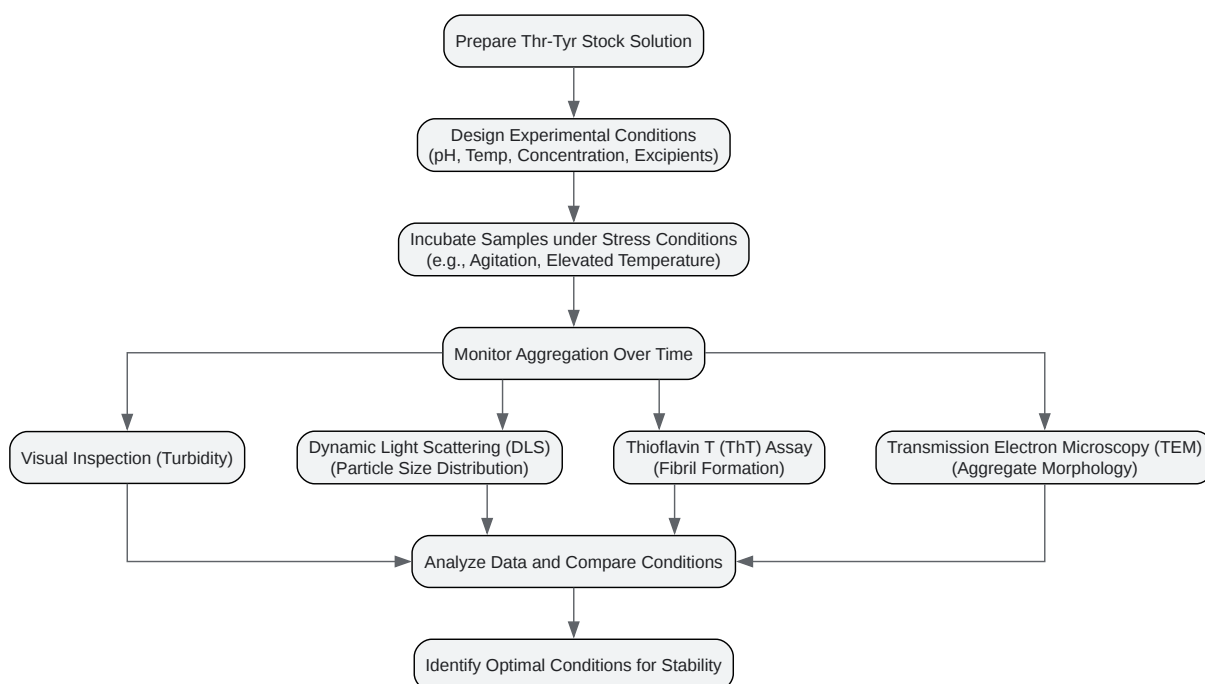 Prepare Thr-Tyr Stock Solution
Design Experimental Conditions
(pH, Temp, Concentration, Excipients)
Incubate Samples under Stress Conditions
(e.g., Agitation, Elevated Temperature)
Monitor Aggregation Over Time
Visual Inspection (Turbidity)
Dynamic Light Scattering (DLS)
(Particle Size Distribution)
Thioflavin T (ThT) Assay
(Fibril Formation)
Transmission Electron Microscopy (TEM)
(Aggregate Morphology)
Analyze Data and Compare Conditions
Identify Optimal Conditions for Stability